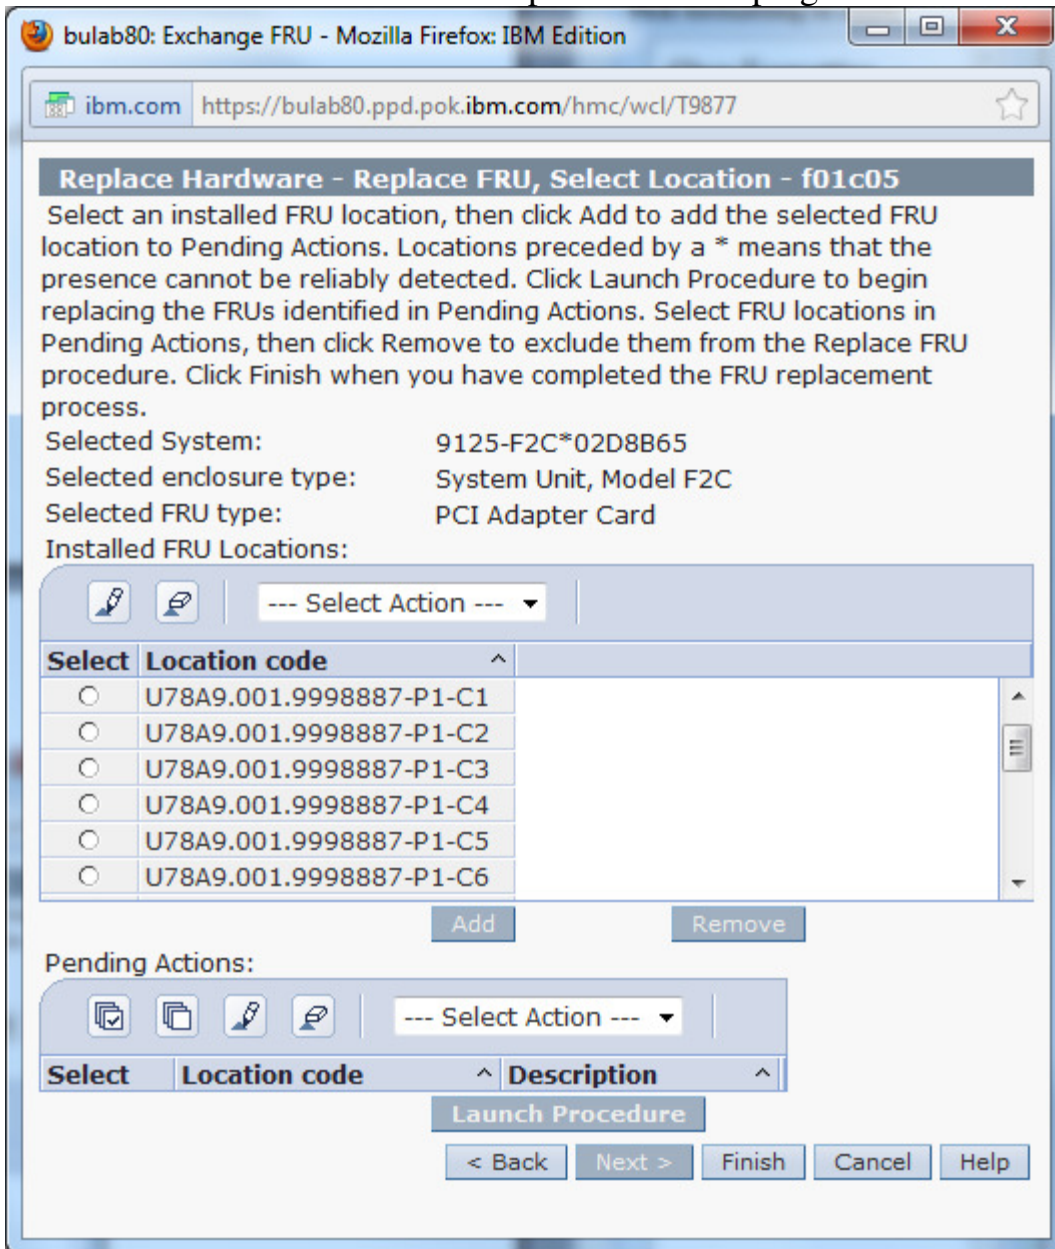 bulab80: Exchange FRU - Mozilla Firefox: IBM Edition
ibm.com https://bulab80.ppd.pok.ibm.com/hmc/wcl/T9877
Replace Hardware - Replace FRU, Select Location - f01c05
Select an installed FRU location, then click Add to add the selected FRU
location to Pending Actions. Locations preceded by a * means that the
presence cannot be reliably detected. Click Launch Procedure to begin
replacing the FRUs identified in Pending Actions. Select FRU locations in
Pending Actions, then click Remove to exclude them from the Replace FRU
procedure. Click Finish when you have completed the FRU replacement
process.
Selected System: 9125-F2C*02D8B65
Selected enclosure type: System Unit, Model F2C
Selected FRU type: PCI Adapter Card
Installed FRU Locations:
--- Select Action ---
Select Location code ^
U78A9.001.9998887-P1-C1
U78A9.001.9998887-P1-C2
U78A9.001.9998887-P1-C3
U78A9.001.9998887-P1-C4
U78A9.001.9998887-P1-C5
U78A9.001.9998887-P1-C6
Add Remove
Pending Actions:
--- Select Action ---
Select Location code ^ Description ^
Launch Procedure
< Back Next > Finish Cancel Help